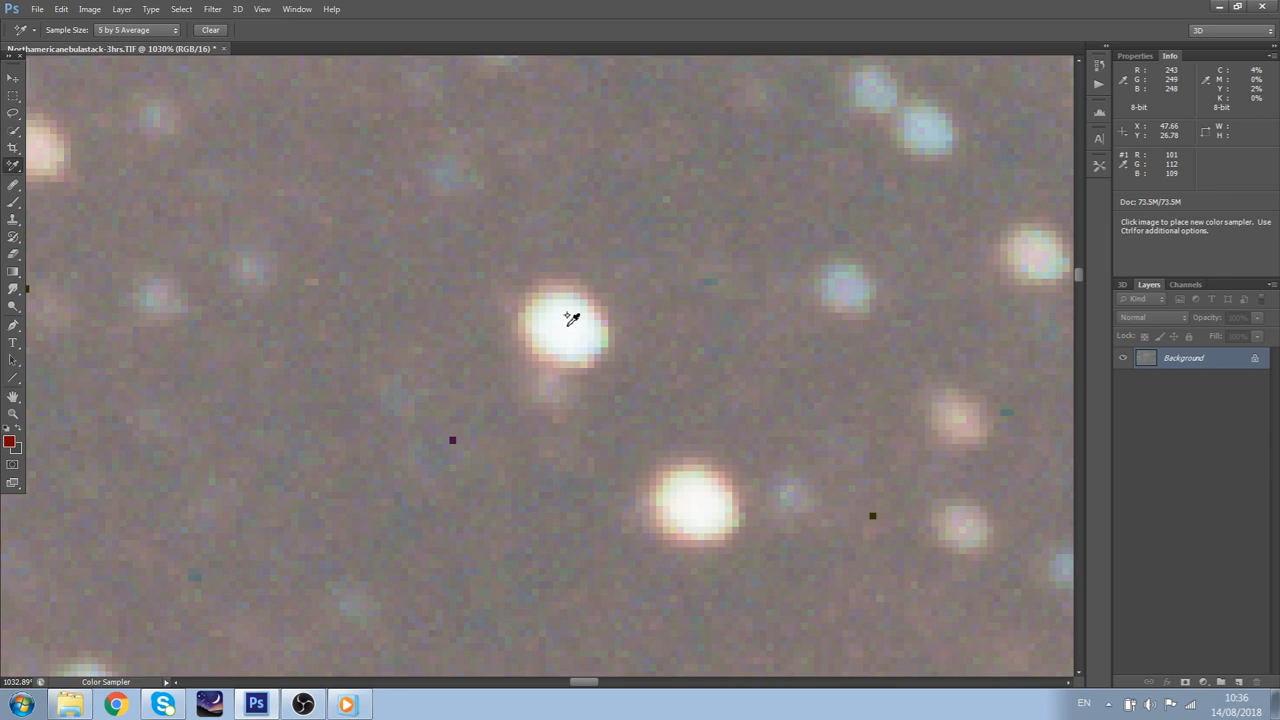 Ps File Edit Image Layer Type Select Filter 3D View Window Help
Sample Size: 5 by 5 Average Clear 3D
Northamericanebulastack-3hrs.TIF @ 1030% (RGB/16) * ×
Properties Info
R: 243 C: 4%
G: 249 M: 0%
B: 248 Y: 2%
K: 0%
8-bit 8-bit
X: 47.66 W:
Y: 26.78 H:
#1 R: 101
G: 112
B: 109
Doc: 73.5M/73.5M
Click image to place new color sampler. Use
Ctrlfor additional options.
3D Layers Channels
Kind
Normal Opacity: 100%
Lock: Fill: 100%
Background
1032.89% Color Sampler
Ps EN 10:36
14/08/2018